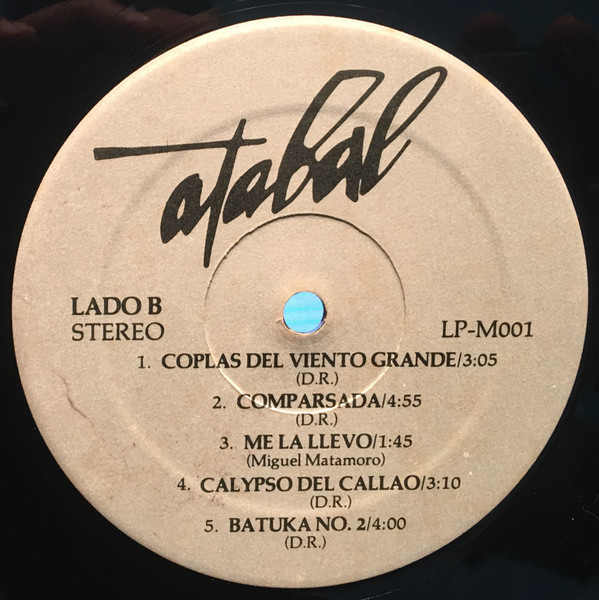 atabal
LADO B
STEREO
LP-M001
1. COPLAS DEL VIENTO GRANDE/3:05
(D.R.)
2. COMPARSADA/4:55
(D.R.)
3. ME LA LLEVO/1:45
(Miguel Matamoro)
4. CALYPSO DEL CALLAO/3:10
(D.R.)
5. BATUKA NO. 2/4:00
(D.R.)